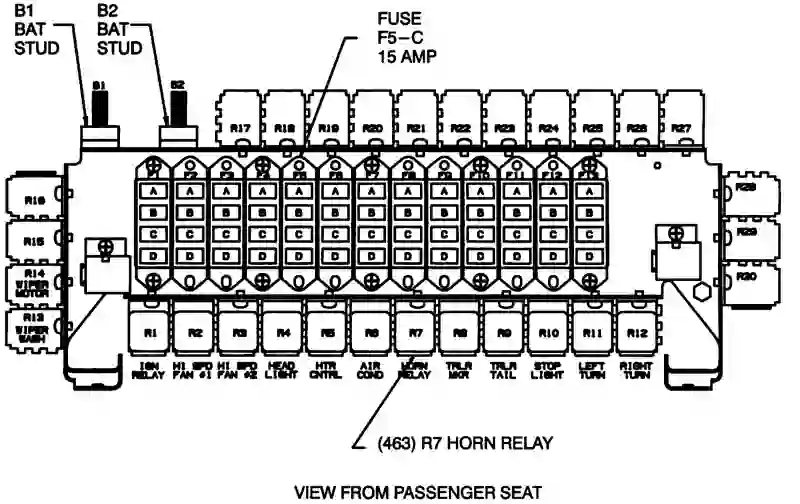 B1
BAT
STUD
B2
BAT
STUD
FUSE
F5-C
15 AMP
B1
B2
R17 R18 R19 R20 R21 R22 R23 R24 R25 R26 R27
F1 F2 F3 F4 F5 F6 F7 F8 F9 F10 F11 F12 F13
A A A A A A A A A A A A A
B B B B B B B B B B B B B
C C C C C C C C C C C C C
D D D D D D D D D D D D D
R16
R15
R14
WIPER
MOTOR
R13
WIPER
WASH
R28
R29
R30
R1 R2 R3 R4 R5 R6 R7 R8 R9 R10 R11 R12
IGN HI SPD HI SPD HEAD HTR AIR HORN TRLR TRLR STOP LEFT RIGHT
RELAY FAN #1 FAN #2 LIGHT CNTRL COND RELAY MKR TAIL LIGHT TURN TURN
(463) R7 HORN RELAY
VIEW FROM PASSENGER SEAT